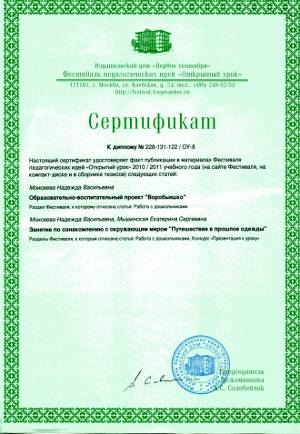 Издательский дом «Первое сентября»
Фестиваль педагогических идей «Открытый урок»
121165, г. Москва, ул. Киевская, д. 24; тел.: (499) 249-52-53
http://festival.1september.ru
Сертификат
К диплому № 228-131-122 / ОУ-8
Настоящий сертификат удостоверяет факт публикации в материалах Фестиваля
педагогических идей «Открытый урок» 2010 / 2011 учебного года (на сайте Фестиваля, на
компакт-диске и в сборнике тезисов) следующих статей:
Моисеева Надежда Васильевна
Образовательно-воспитательный проект "Воробьишко"
Раздел Фестиваля, к которому отнесена статья: Работа с дошкольниками
Моисеева Надежда Васильевна, Екатерина Сергеевна
Занятие по ознакомлению с окружающим миром "Путешествие в прошлое одежды"
Разделы Фестиваля, к которым отнесена статья: Работа с дошкольниками, Конкурс «Презентация к уроку»
Председатель
Оргкомитета
А.С. Соловейчик